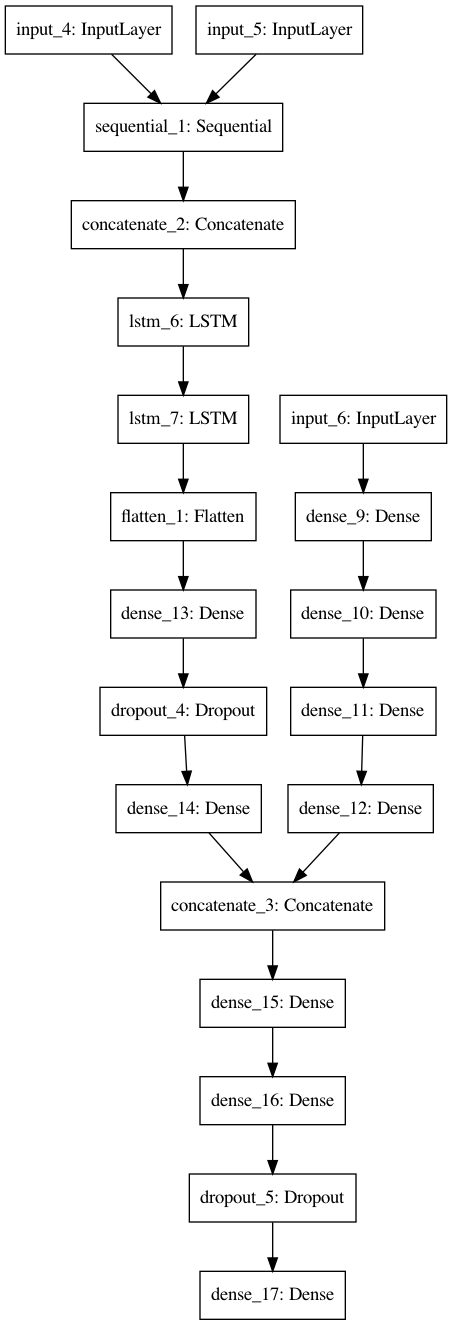 input_4: InputLayer
input_5: InputLayer
sequential_1: Sequential
concatenate_2: Concatenate
lstm_6: LSTM
lstm_7: LSTM
input_6: InputLayer
flatten_1: Flatten
dense_9: Dense
dense_13: Dense
dense_10: Dense
dropout_4: Dropout
dense_11: Dense
dense_14: Dense
dense_12: Dense
concatenate_3: Concatenate
dense_15: Dense
dense_16: Dense
dropout_5: Dropout
dense_17: Dense